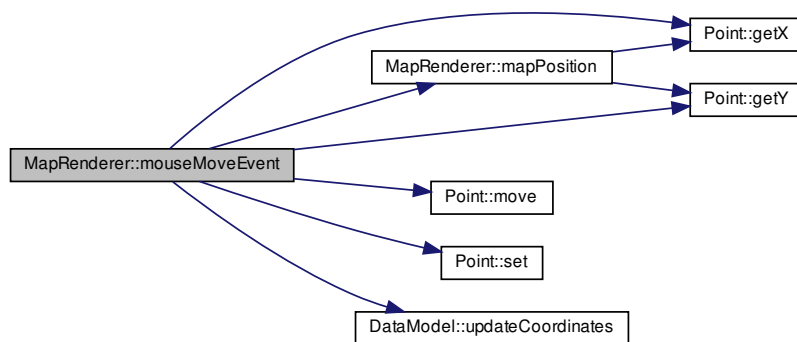 Point::getX
MapRenderer::mapPosition
Point::getY
MapRenderer::mouseMoveEvent
Point::move
Point::set
DataModel::updateCoordinates